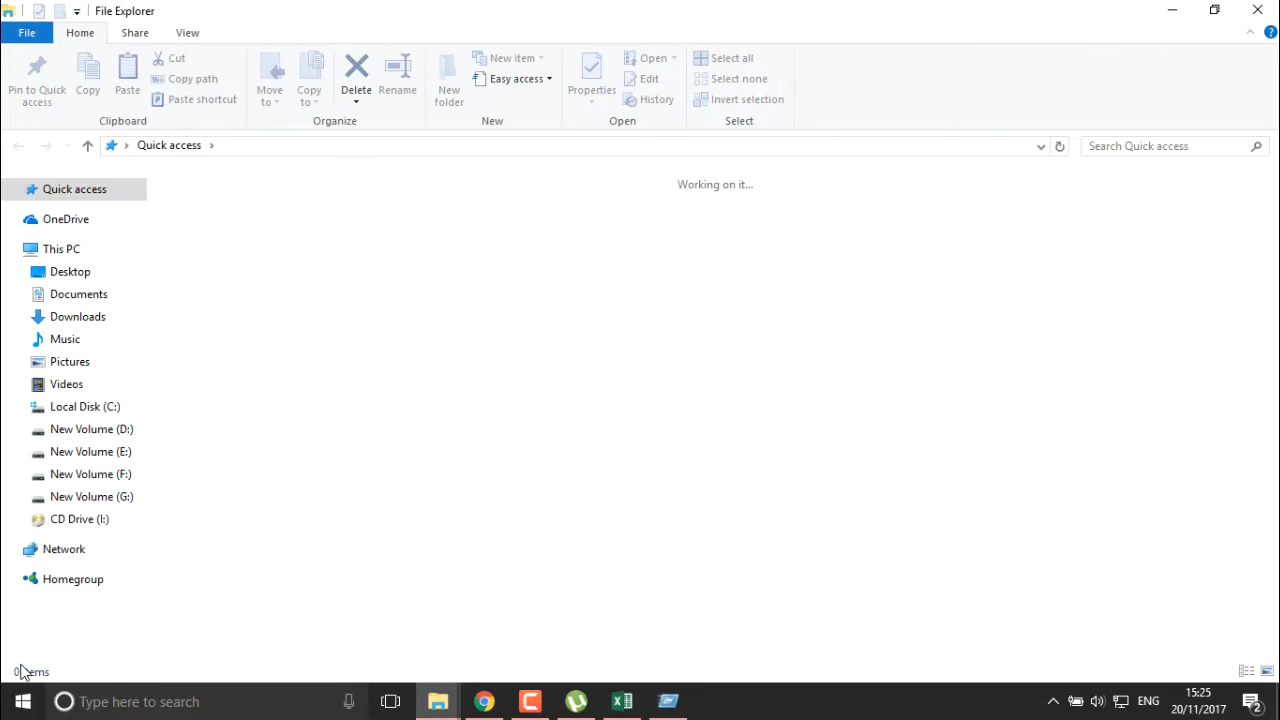 File Explorer
File Home Share View
Pin to Quick access
Copy
Paste
Cut
Copy path
Paste shortcut
Clipboard
Move to
Copy to
Delete
Rename
Organize
New folder
New item
Easy access
New
Properties
Open
Edit
History
Open
Select all
Select none
Invert selection
Select
Quick access
Search Quick access
Working on it...
Quick access
OneDrive
This PC
Desktop
Documents
Downloads
Music
Pictures
Videos
Local Disk (C:)
New Volume (D:)
New Volume (E:)
New Volume (F:)
New Volume (G:)
CD Drive (I:)
Network
Homegroup
0 items
Type here to search
ENG
15:25
20/11/2017
2